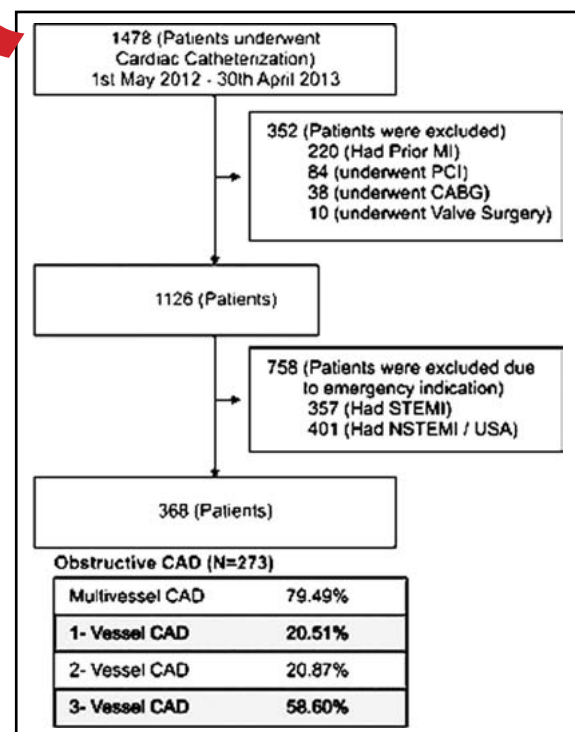 1478 (Patients underwent
Cardiac Catheterization)
1st May 2012 - 30th April 2013
352 (Patients were excluded)
220 (Had Prior MI)
84 (underwent PCI)
38 (underwent CABG)
10 (underwent Valve Surgery)
1126 (Patients)
758 (Patients were excluded due
to emergency indication)
357 (Had STEMI)
401 (Had NSTEMI / USA)
368 (Patients)
Obstructive CAD (N=273)
Multivessel CAD 79.49%
1- Vessel CAD 20.51%
2- Vessel CAD 20.87%
3- Vessel CAD 58.60%